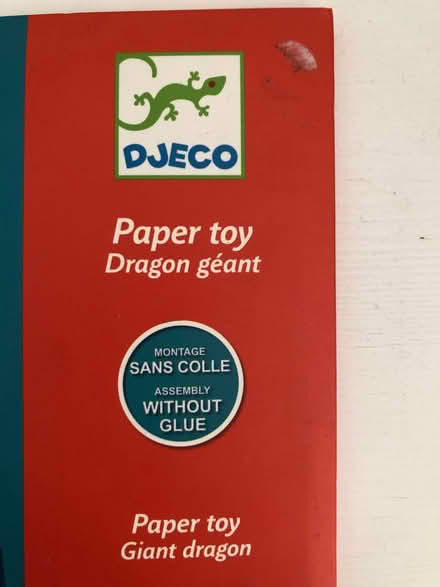 DJECO
Paper toy
Dragon géant
MONTAGE
SANS COLLE
ASSEMBLY
WITHOUT
GLUE
Paper toy
Giant dragon